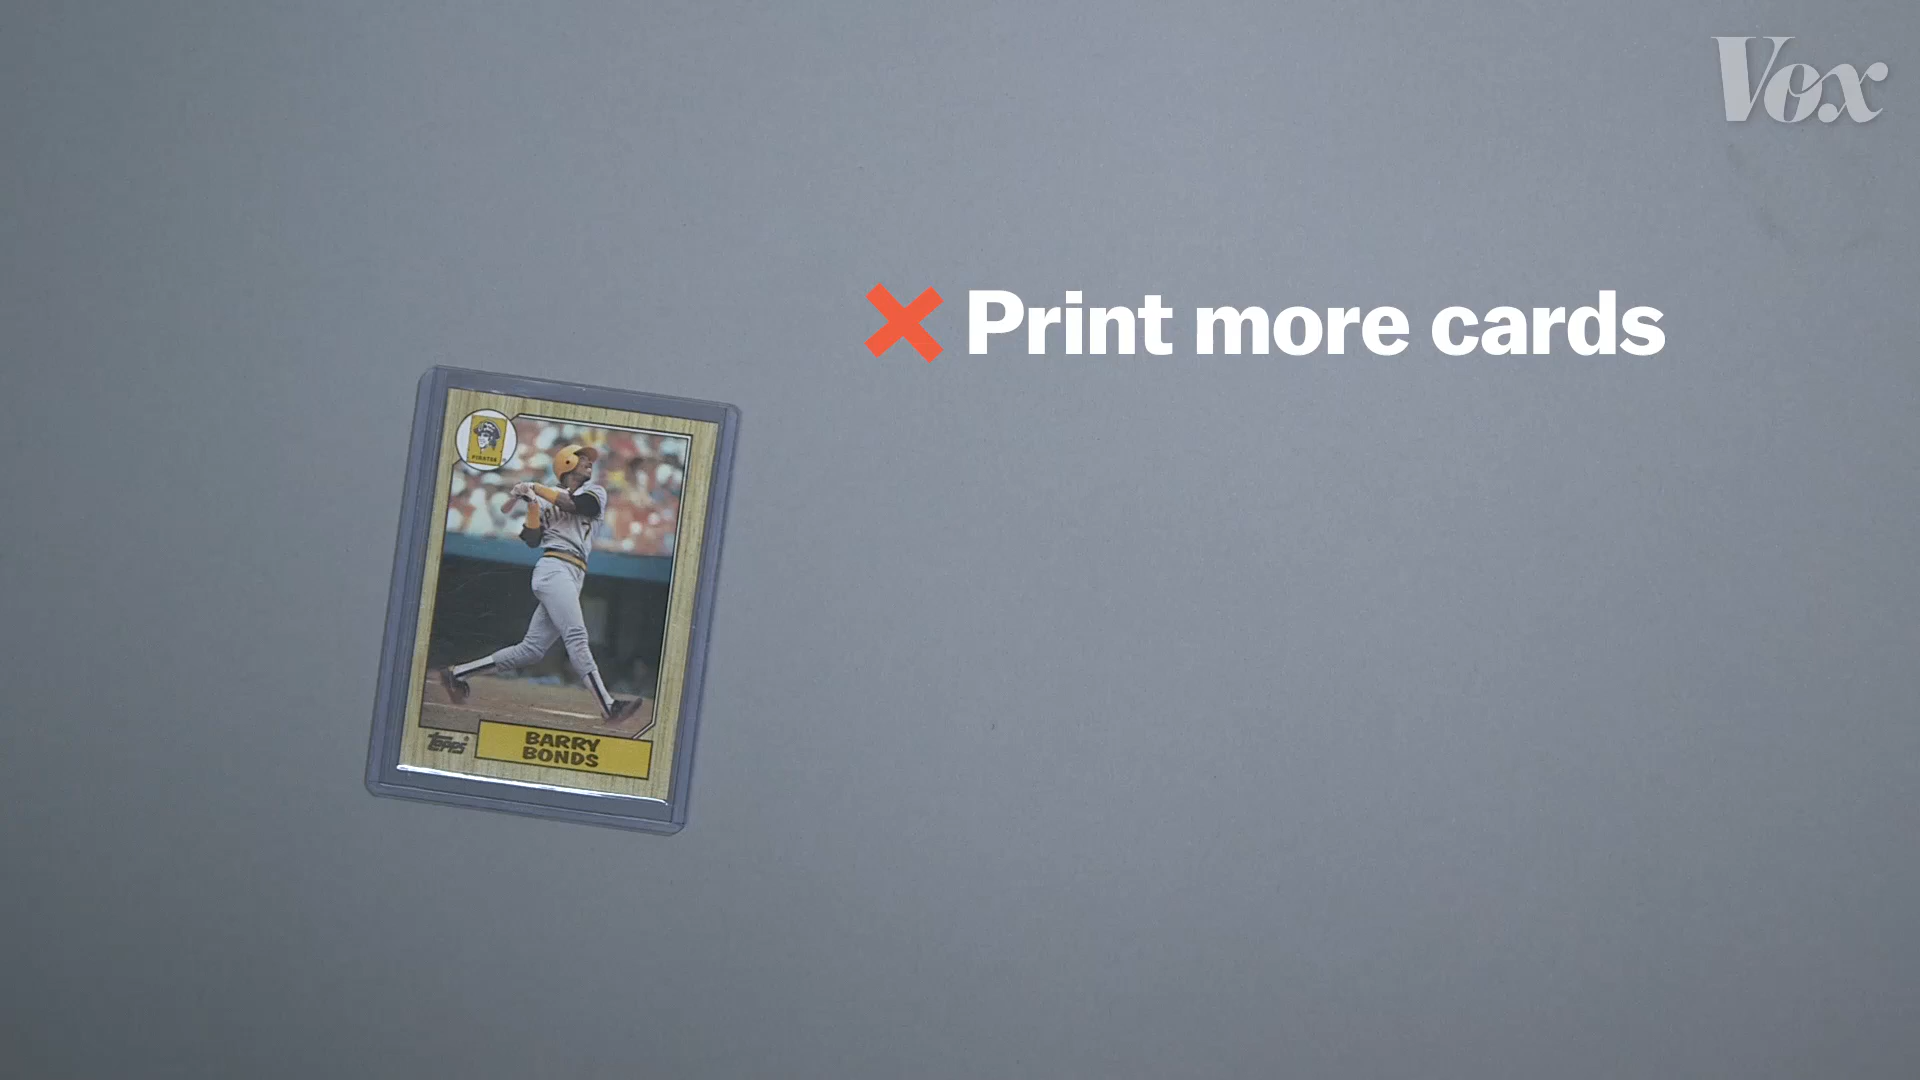 Vox
Print more cards
PIRATES
Topps
BARRY
BONDS